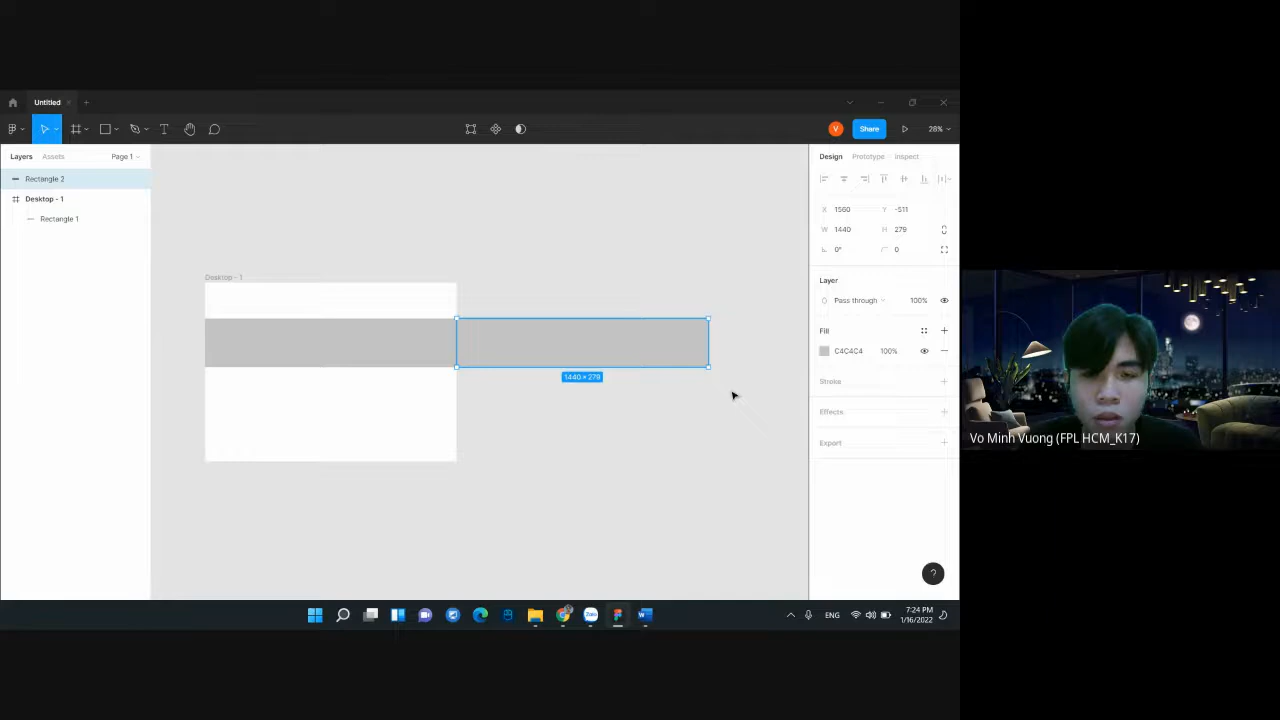 Untitled
Share
28%
Layers
Assets
Page 1
Rectangle 2
Desktop - 1
Rectangle 1
Desktop - 1
1440 × 279
Design
Prototype
Inspect
X 1560
Y -511
W 1440
H 279
0°
0
Layer
Pass through
100%
Fill
C4C4C4
100%
Stroke
Effects
Export
?
V
Zalo
ENG
7:24 PM
1/16/2022
Vo Minh Vuong (FPL HCM_K17)